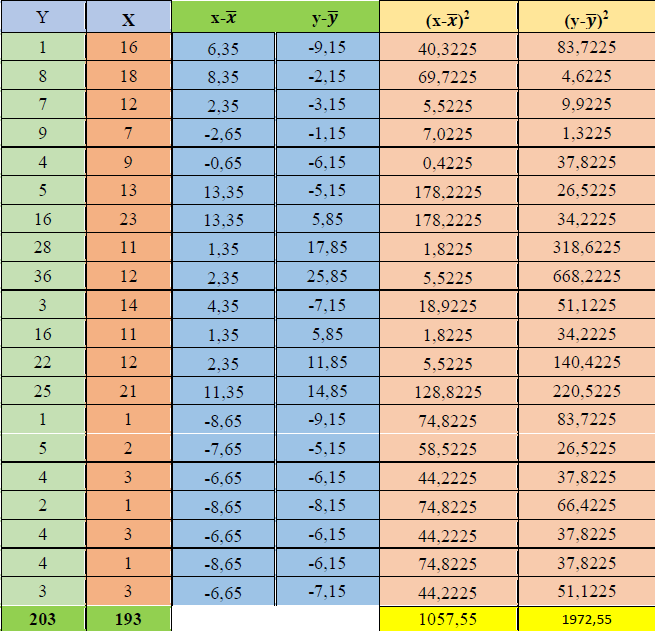 Y X x-x̅ y-y̅ (x-x̅)² (y-y̅)²
1 16 6,35 -9,15 40,3225 83,7225
8 18 8,35 -2,15 69,7225 4,6225
7 12 2,35 -3,15 5,5225 9,9225
9 7 -2,65 -1,15 7,0225 1,3225
4 9 -0,65 -6,15 0,4225 37,8225
5 13 13,35 -5,15 178,2225 26,5225
16 23 13,35 5,85 178,2225 34,2225
28 11 1,35 17,85 1,8225 318,6225
36 12 2,35 25,85 5,5225 668,2225
3 14 4,35 -7,15 18,9225 51,1225
16 11 1,35 5,85 1,8225 34,2225
22 12 2,35 11,85 5,5225 140,4225
25 21 11,35 14,85 128,8225 220,5225
1 1 -8,65 -9,15 74,8225 83,7225
5 2 -7,65 -5,15 58,5225 26,5225
4 3 -6,65 -6,15 44,2225 37,8225
2 1 -8,65 -8,15 74,8225 66,4225
4 3 -6,65 -6,15 44,2225 37,8225
4 1 -8,65 -6,15 74,8225 37,8225
3 3 -6,65 -7,15 44,2225 51,1225
203 193 1057,55 1972,55